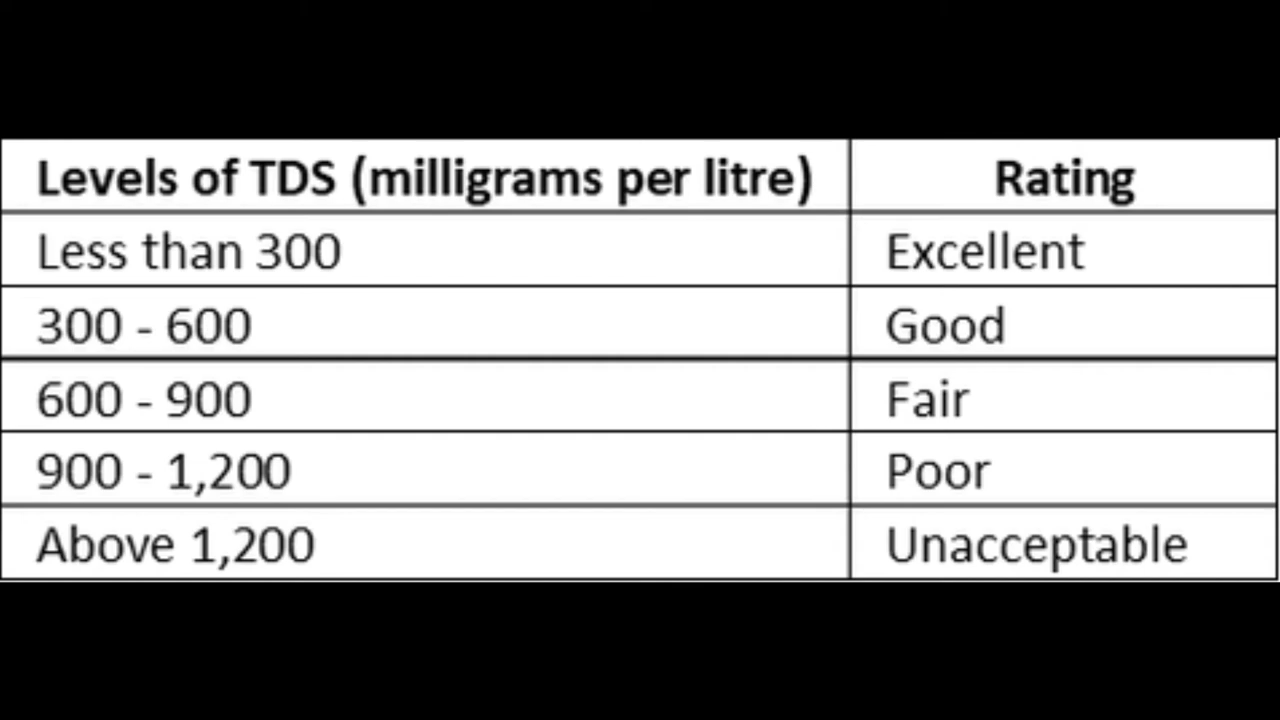 Levels of TDS (milligrams per litre) Rating
Less than 300 Excellent
300 - 600 Good
600 - 900 Fair
900 - 1,200 Poor
Above 1,200 Unacceptable